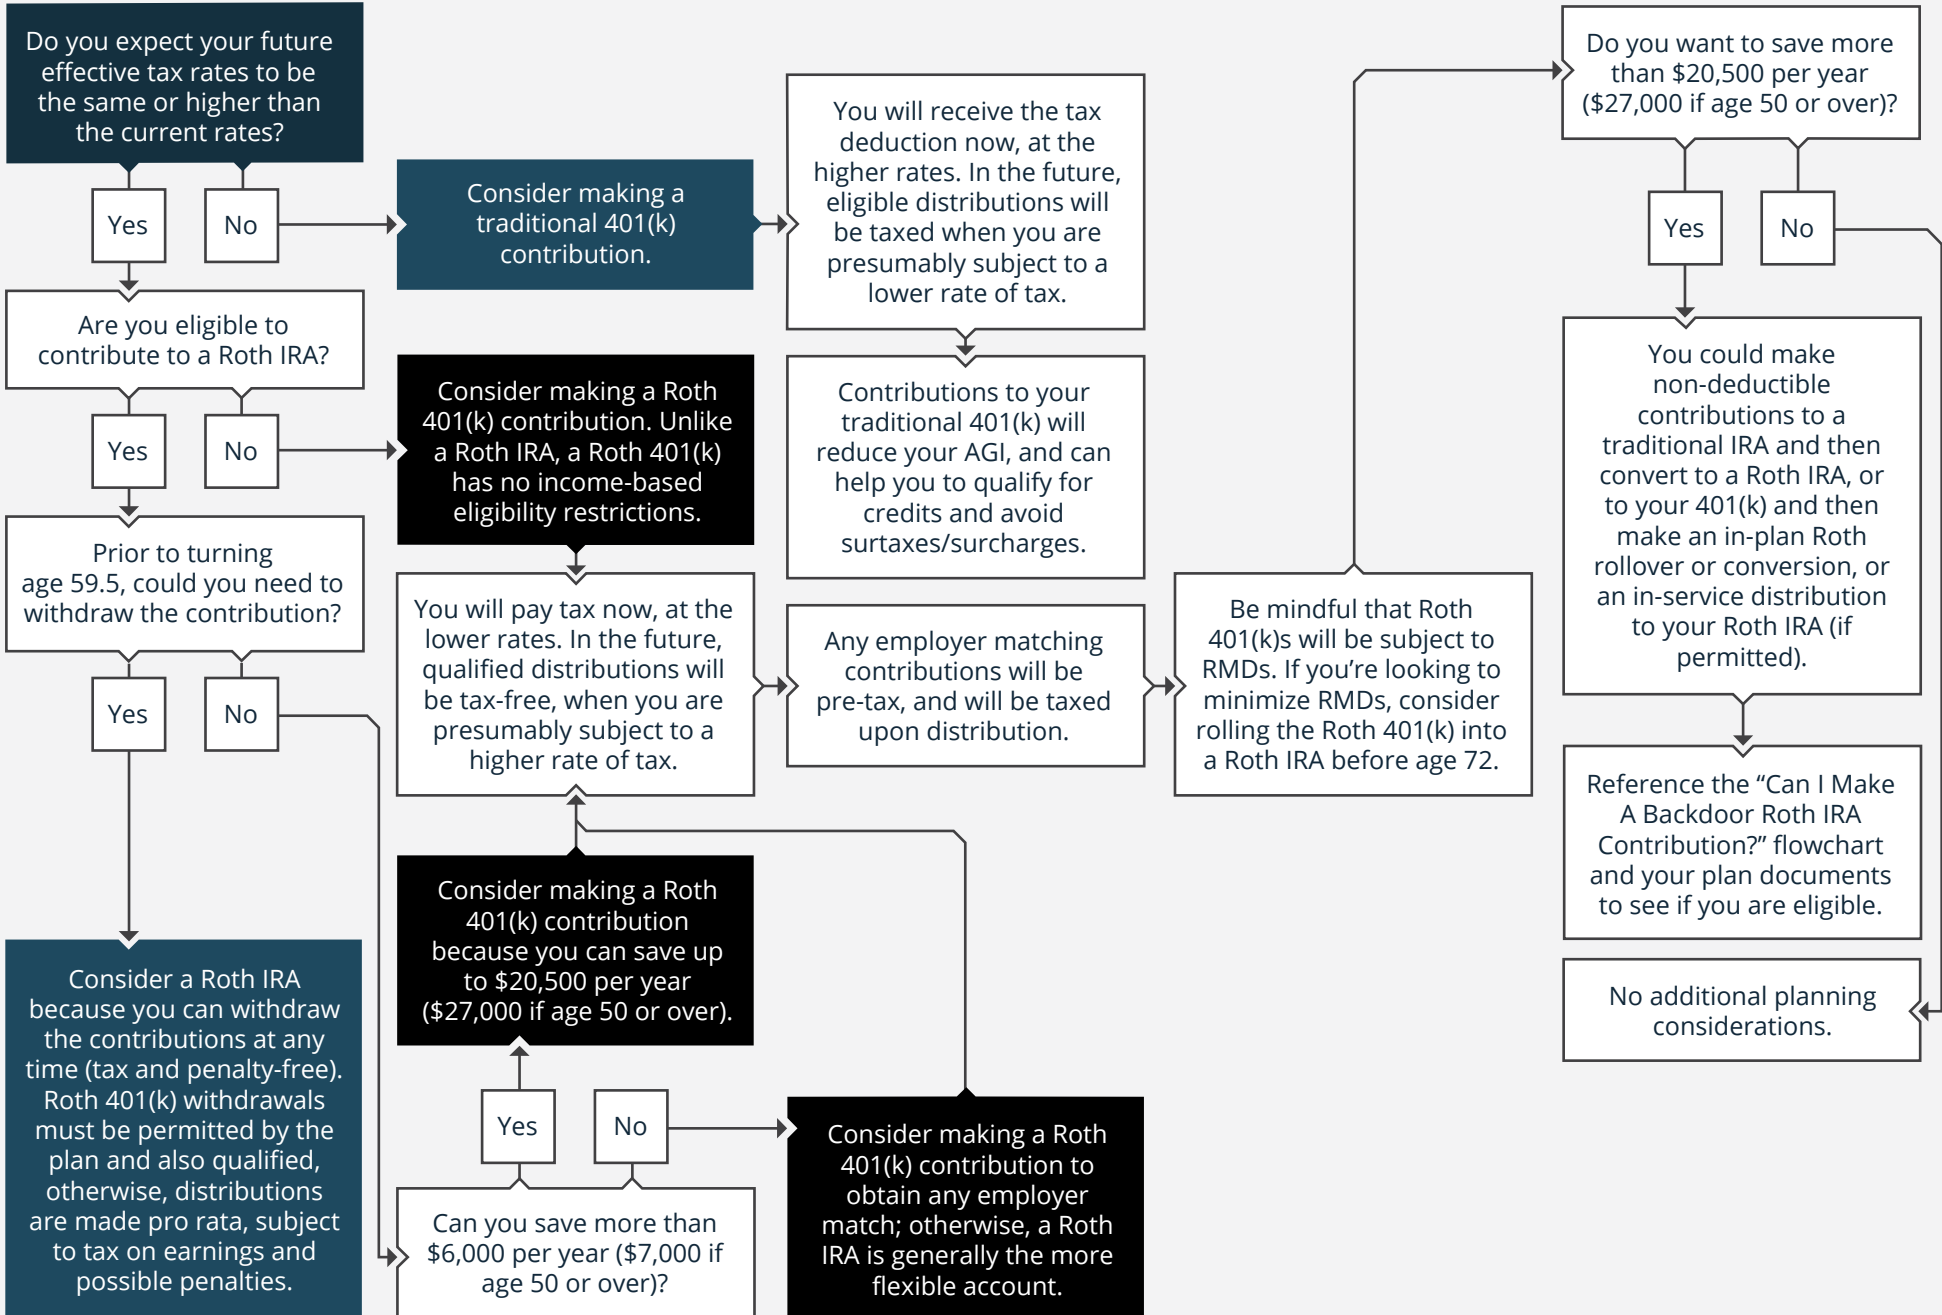 Do you expect your future
effective tax rates to be
the same or higher than
the current rates?
Yes
No
Consider making a
traditional 401(k)
contribution.
You will receive the tax
deduction now, at the
higher rates. In the future,
eligible distributions will
be taxed when you are
presumably subject to a
lower rate of tax.
Contributions to your
traditional 401(k) will
reduce your AGI, and can
help you to qualify for
credits and avoid
surtaxes/surcharges.
Are you eligible to
contribute to a Roth IRA?
Yes
No
Consider making a Roth
401(k) contribution. Unlike
a Roth IRA, a Roth 401(k)
has no income-based
eligibility restrictions.
Prior to turning
age 59.5, could you need to
withdraw the contribution?
Yes
No
Consider a Roth IRA
because you can withdraw
the contributions at any
time (tax and penalty-free).
Roth 401(k) withdrawals
must be permitted by the
plan and also qualified,
otherwise, distributions
are made pro rata, subject
to tax on earnings and
possible penalties.
You will pay tax now, at the
lower rates. In the future,
qualified distributions will
be tax-free, when you are
presumably subject to a
higher rate of tax.
Any employer matching
contributions will be
pre-tax, and will be taxed
upon distribution.
Be mindful that Roth
401(k)s will be subject to
RMDs. If you’re looking to
minimize RMDs, consider
rolling the Roth 401(k) into
a Roth IRA before age 72.
Consider making a Roth
401(k) contribution
because you can save up
to $20,500 per year
($27,000 if age 50 or over).
Yes
No
Can you save more than
$6,000 per year ($7,000 if
age 50 or over)?
Consider making a Roth
401(k) contribution to
obtain any employer
match; otherwise, a Roth
IRA is generally the more
flexible account.
Do you want to save more
than $20,500 per year
($27,000 if age 50 or over)?
Yes
No
You could make
non-deductible
contributions to a
traditional IRA and then
convert to a Roth IRA, or
to your 401(k) and then
make an in-plan Roth
rollover or conversion, or
an in-service distribution
to your Roth IRA (if
permitted).
Reference the “Can I Make
A Backdoor Roth IRA
Contribution?” flowchart
and your plan documents
to see if you are eligible.
No additional planning
considerations.